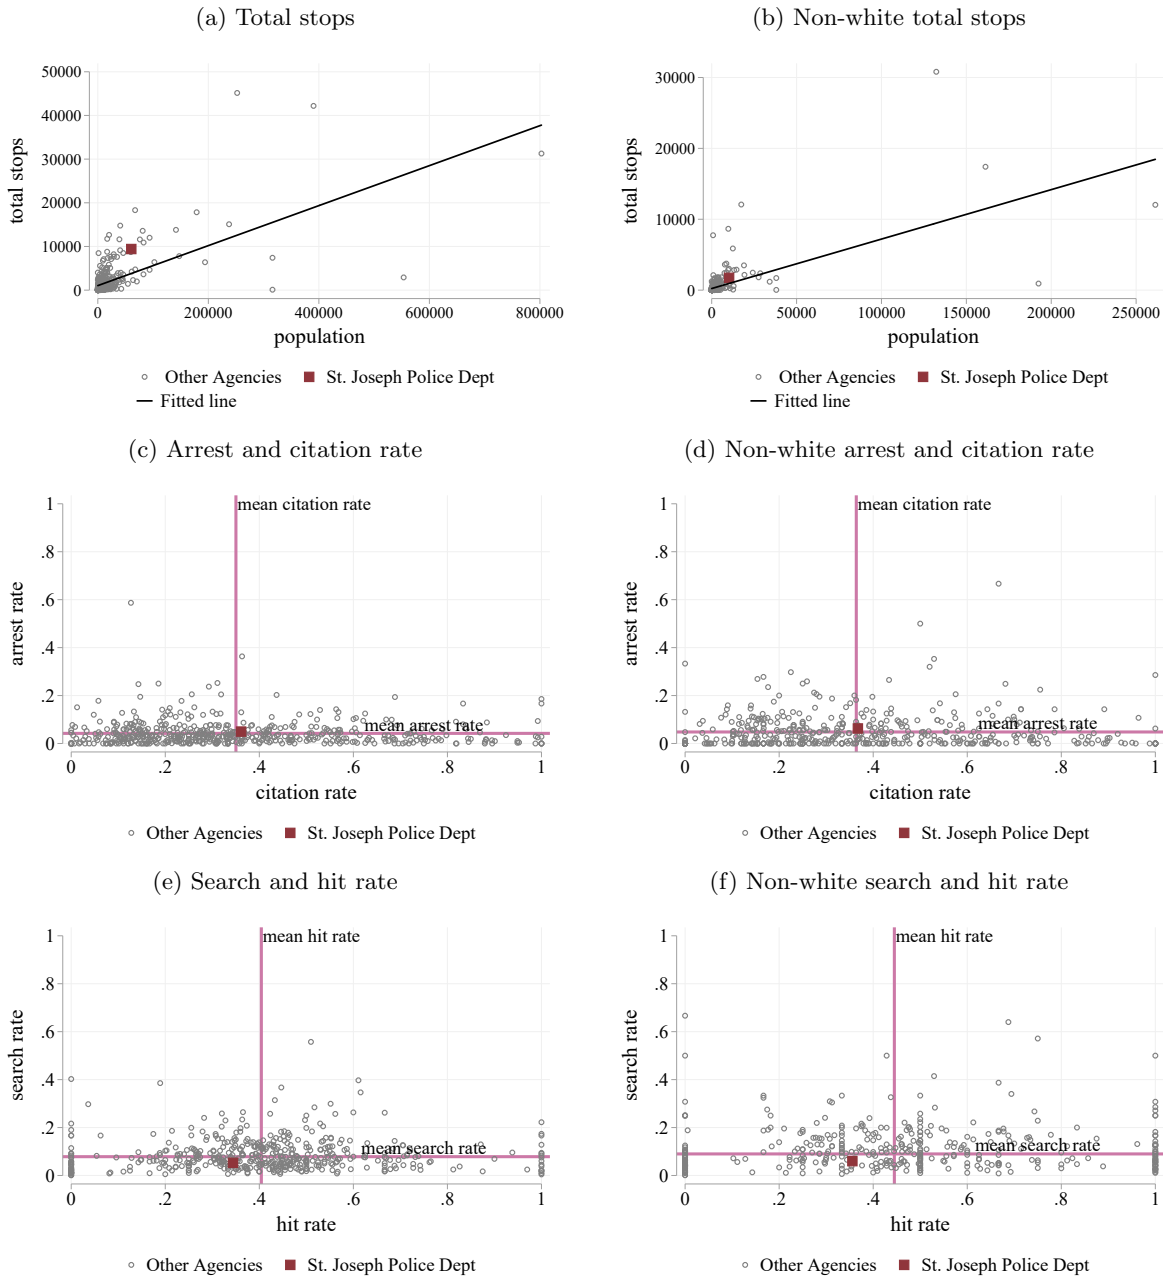 (a) Total stops
50000
40000
30000
20000
10000
0
total stops
0 200000 400000 600000 800000
population
Other Agencies St. Joseph Police Dept
Fitted line
(b) Non-white total stops
30000
20000
10000
0
total stops
0 50000 100000 150000 200000 250000
population
Other Agencies St. Joseph Police Dept
Fitted line
(c) Arrest and citation rate
mean citation rate
1
.8
.6
.4
.2
0
arrest rate
mean arrest rate
0 .2 .4 .6 .8 1
citation rate
Other Agencies St. Joseph Police Dept
(d) Non-white arrest and citation rate
mean citation rate
1
.8
.6
.4
.2
0
arrest rate
mean arrest rate
0 .2 .4 .6 .8 1
citation rate
Other Agencies St. Joseph Police Dept
(e) Search and hit rate
mean hit rate
1
.8
.6
.4
.2
0
search rate
mean search rate
0 .2 .4 .6 .8 1
hit rate
Other Agencies St. Joseph Police Dept
(f) Non-white search and hit rate
mean hit rate
1
.8
.6
.4
.2
0
search rate
mean search rate
0 .2 .4 .6 .8 1
hit rate
Other Agencies St. Joseph Police Dept